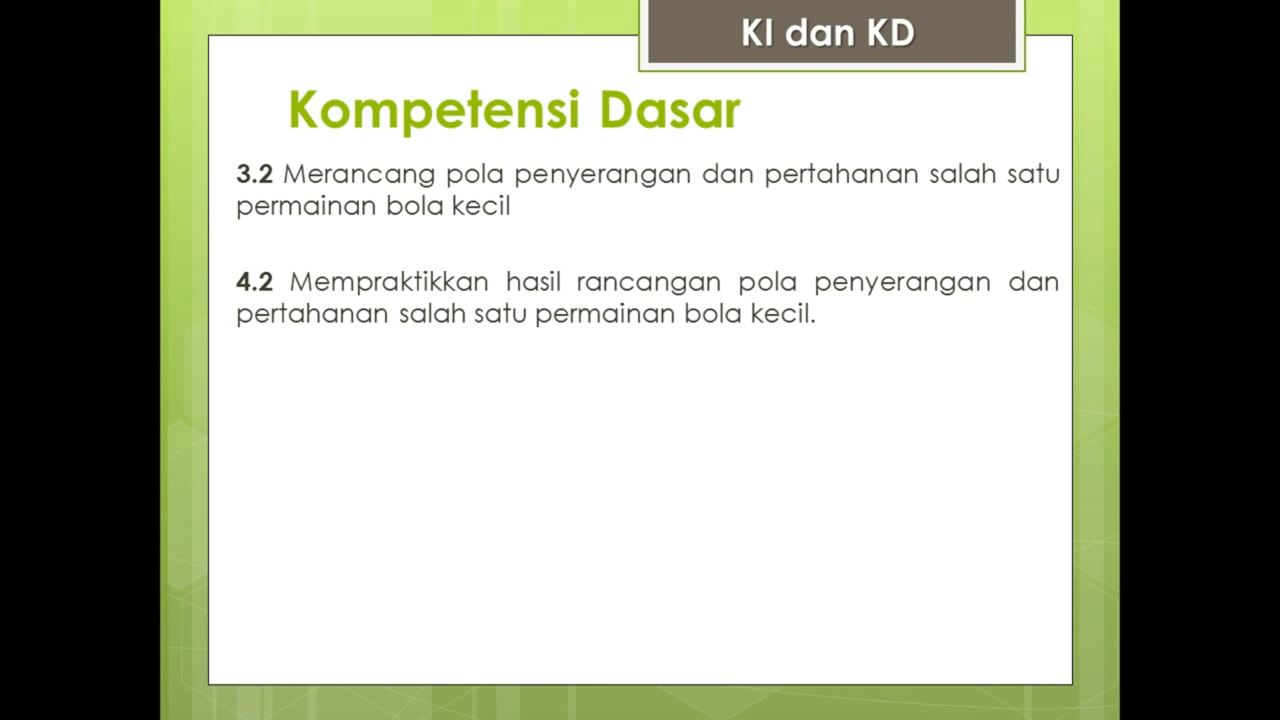 KI dan KD
Kompetensi Dasar
3.2 Merancang pola penyerangan dan pertahanan salah satu
permainan bola kecil
4.2 Mempraktikkan hasil rancangan pola penyerangan dan
pertahanan salah satu permainan bola kecil.